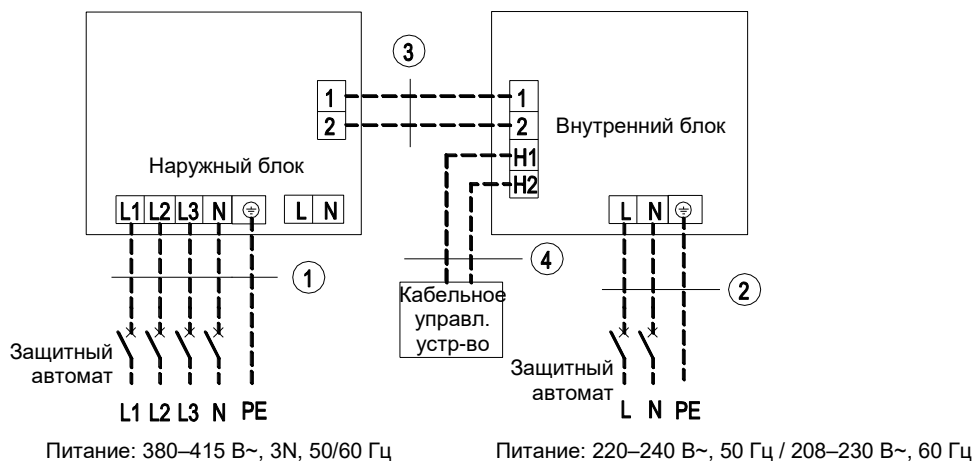 3
1
2
1
2
H1
H2
Наружный блок
Внутренний блок
L1 L2 L3 N
L N
L N
1
4
2
Кабельное
управл.
устр-во
Защитный
автомат
Защитный
автомат
L1 L2 L3 N PE
L N PE
Питание: 380–415 В~, 3N, 50/60 Гц
Питание: 220–240 В~, 50 Гц / 208–230 В~, 60 Гц